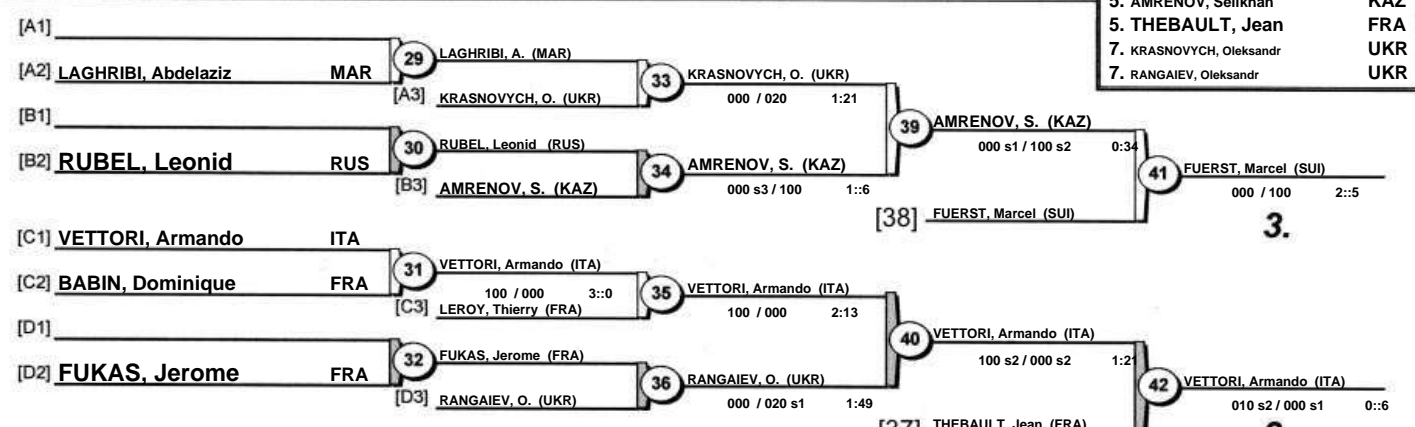 5. AMRENOV, Selikhan KAZ
5. THEBAULT, Jean FRA
7. KRASNOVYCH, Oleksandr UKR
7. RANGAIEV, Oleksandr UKR
[A1]
29
LAGHRIBI, A. (MAR)
[A2] LAGHRIBI, Abdelaziz MAR
33
KRASNOVYCH, O. (UKR)
[A3] KRASNOVYCH, O. (UKR)
000 / 020 1:21
[B1]
39
AMRENOV, S. (KAZ)
30
RUBEL, Leonid (RUS)
000 s1 / 100 s2 0:34
[B2] RUBEL, Leonid RUS
34
AMRENOV, S. (KAZ)
41
FUERST, Marcel (SUI)
[B3] AMRENOV, S. (KAZ)
000 s3 / 100 1::6
000 / 100 2::5
[38] FUERST, Marcel (SUI)
3.
[C1] VETTORI, Armando ITA
31
VETTORI, Armando (ITA)
[C2] BABIN, Dominique FRA
100 / 000 3::0
35
VETTORI, Armando (ITA)
[C3] LEROY, Thierry (FRA)
100 / 000 2:13
[D1]
40
VETTORI, Armando (ITA)
32
FUKAS, Jerome (FRA)
100 s2 / 000 s2 1:21
[D2] FUKAS, Jerome FRA
36
RANGAIEV, O. (UKR)
42
VETTORI, Armando (ITA)
[D3] RANGAIEV, O. (UKR)
000 / 020 s1 1:49
010 s2 / 000 s1 0::6
[37] THEBAULT, Jean (FRA)